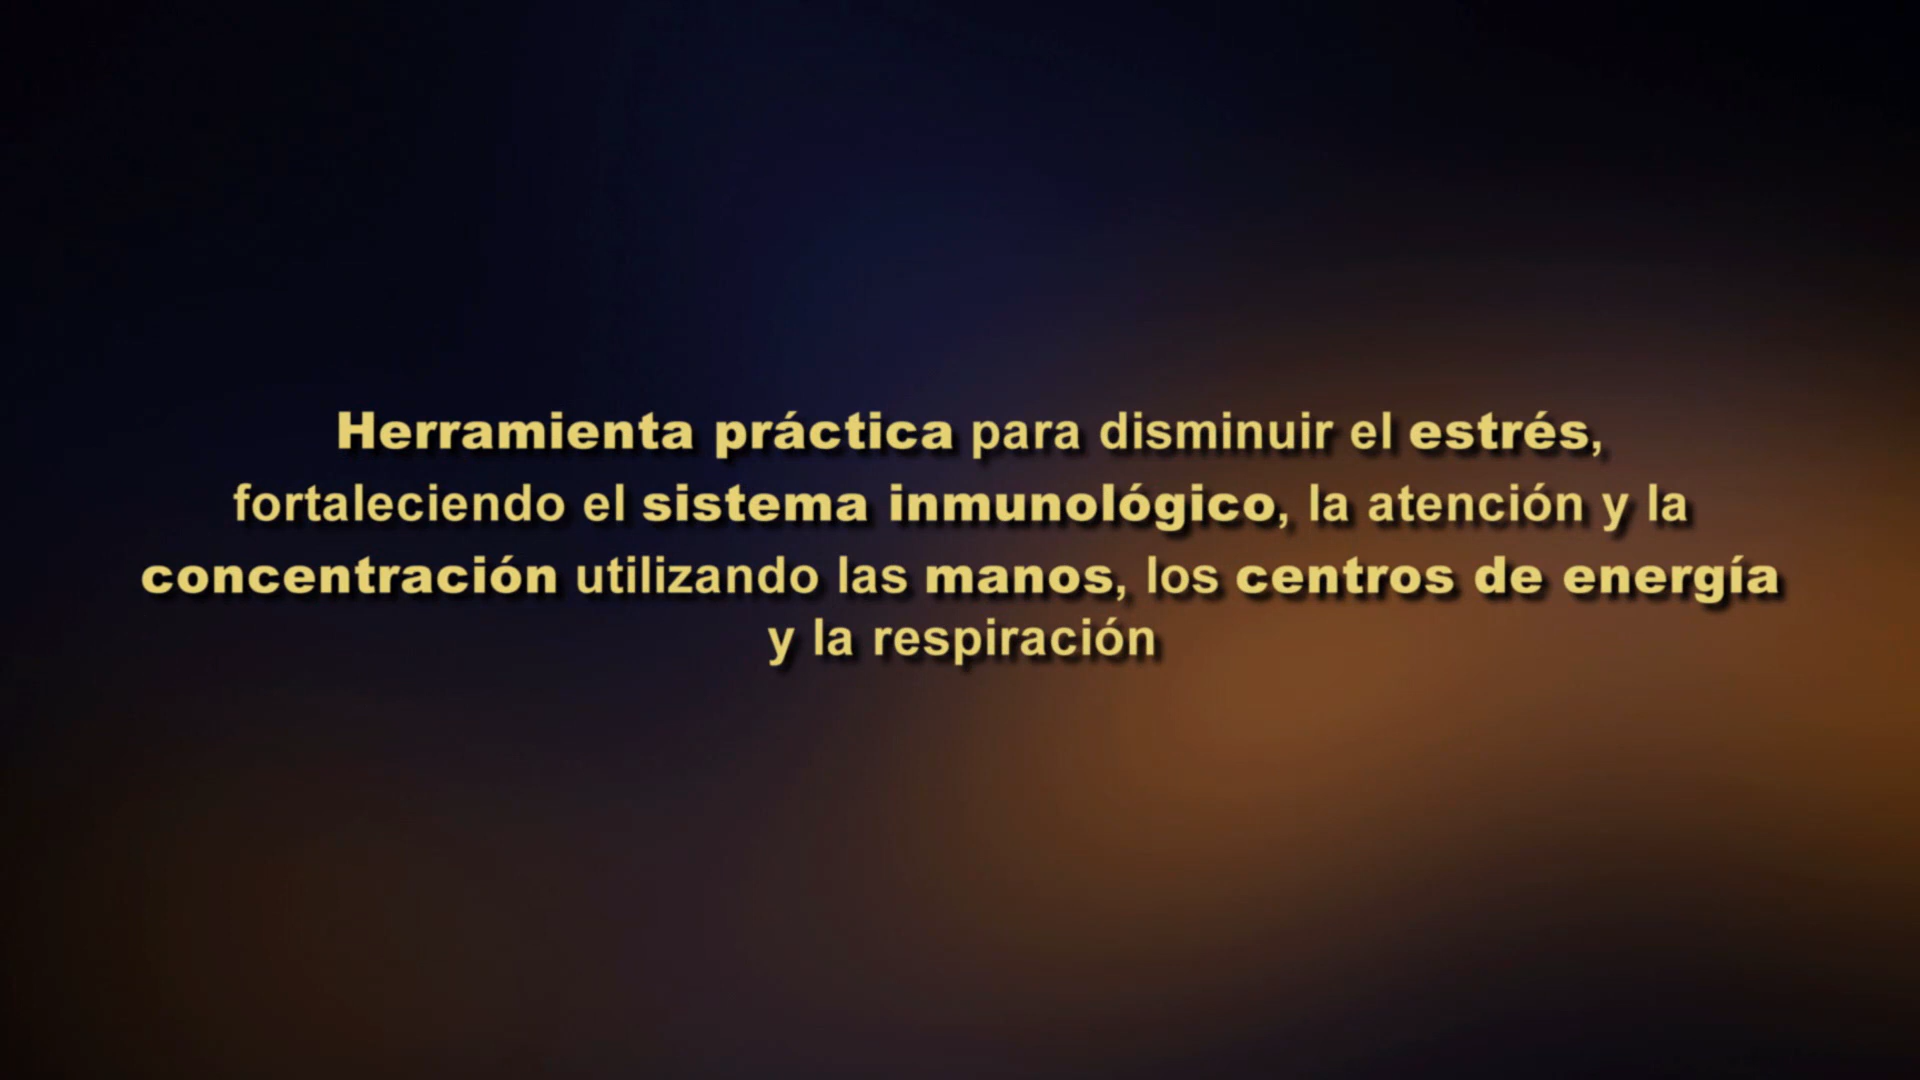 Herramienta práctica para disminuir el estrés,
fortaleciendo el sistema inmunológico, la atención y la
concentración utilizando las manos, los centros de energía
y la respiración